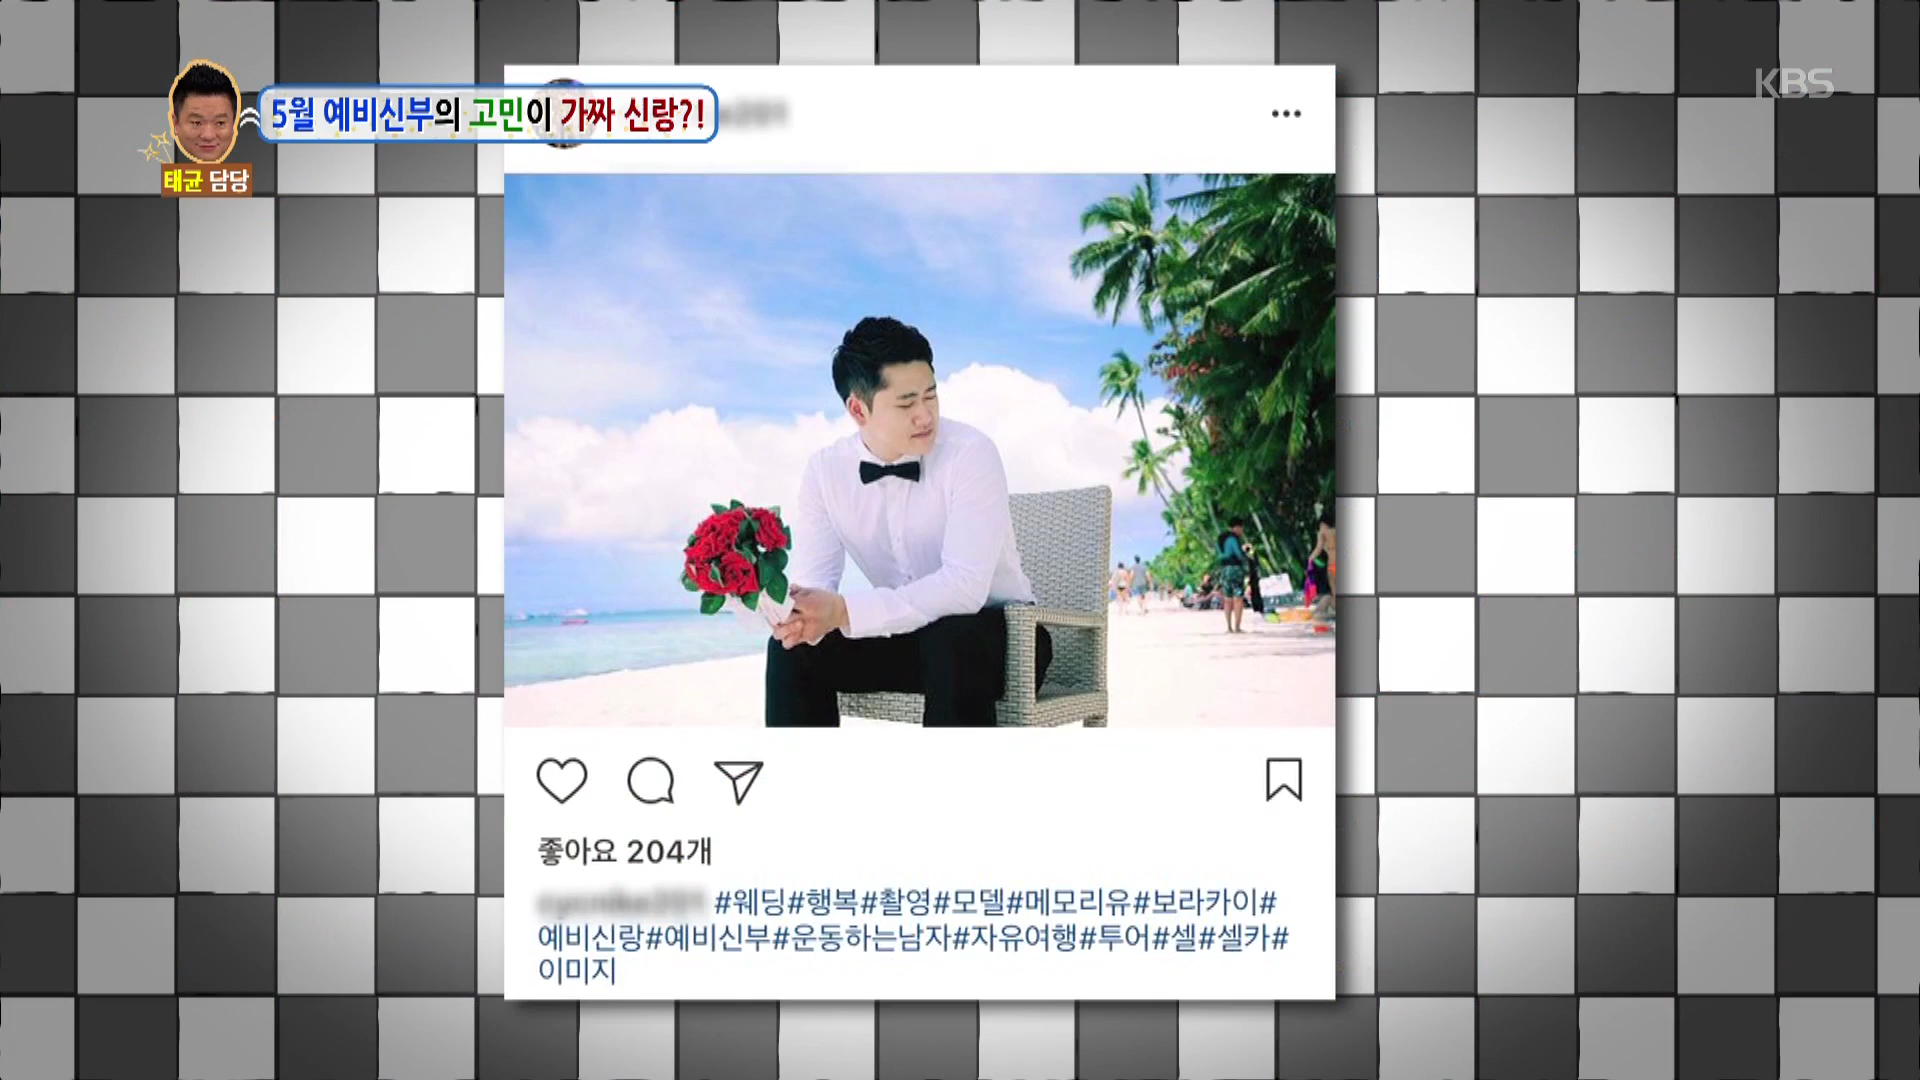 5월 예비신부의 고민이 가짜 신랑?!
KBS
태균 담당
좋아요 204개
#웨딩#행복#촬영#모델#메모리유#보라카이#
예비신랑#예비신부#운동하는남자#자유여행#투어#셀#셀카#
이미지